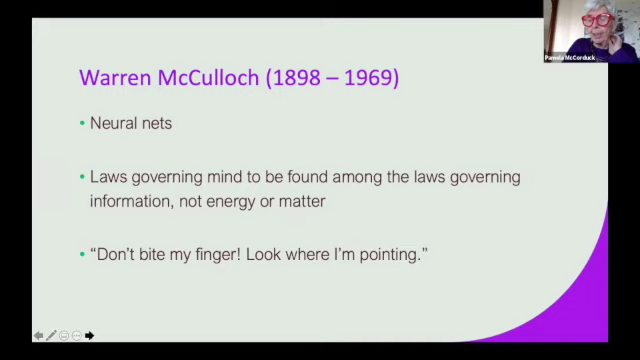 Warren McCulloch (1898 – 1969)
• Neural nets
• Laws governing mind to be found among the laws governing
information, not energy or matter
• “Don’t bite my finger! Look where I’m pointing.”
Pamela McCorduck